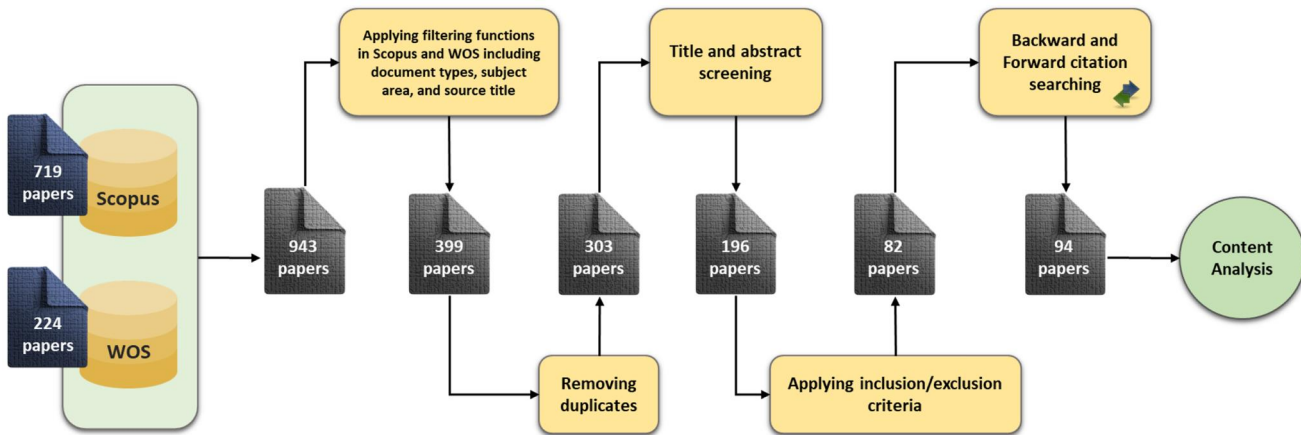 719
papers
Scopus
224
papers
WOS
943
papers
Applying filtering functions
in Scopus and WOS including
document types, subject
area, and source title
399
papers
Removing
duplicates
303
papers
Title and abstract
screening
196
papers
Applying inclusion/exclusion
criteria
82
papers
Backward and
Forward citation
searching
94
papers
Content
Analysis